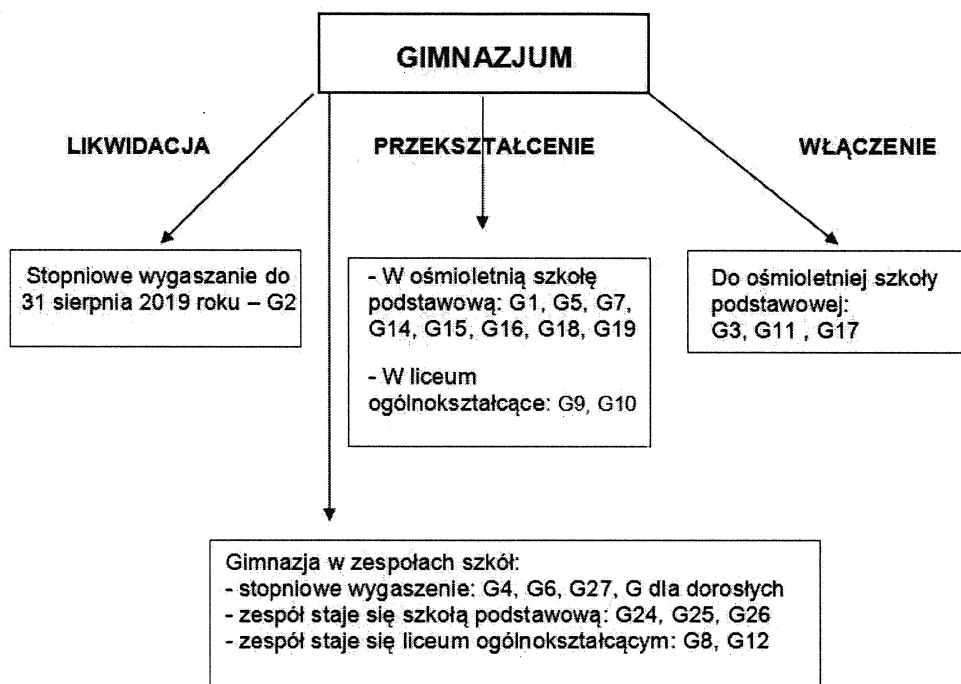 GIMNAZJUM
LIKWIDACJA
PRZEKSZTAŁCENIE
WŁĄCZENIE
Stopniowe wygaszanie do
31 sierpnia 2019 roku – G2
- W ośmioletnią szkołę
podstawową: G1, G5, G7,
G14, G15, G16, G18, G19
- W liceum
ogólnokształcące: G9, G10
Do ośmioletniej szkoły
podstawowej:
G3, G11 , G17
Gimnazja w zespołach szkół:
- stopniowe wygaszenie: G4, G6, G27, G dla dorosłych
- zespół staje się szkołą podstawową: G24, G25, G26
- zespół staje się liceum ogólnokształcącym: G8, G12